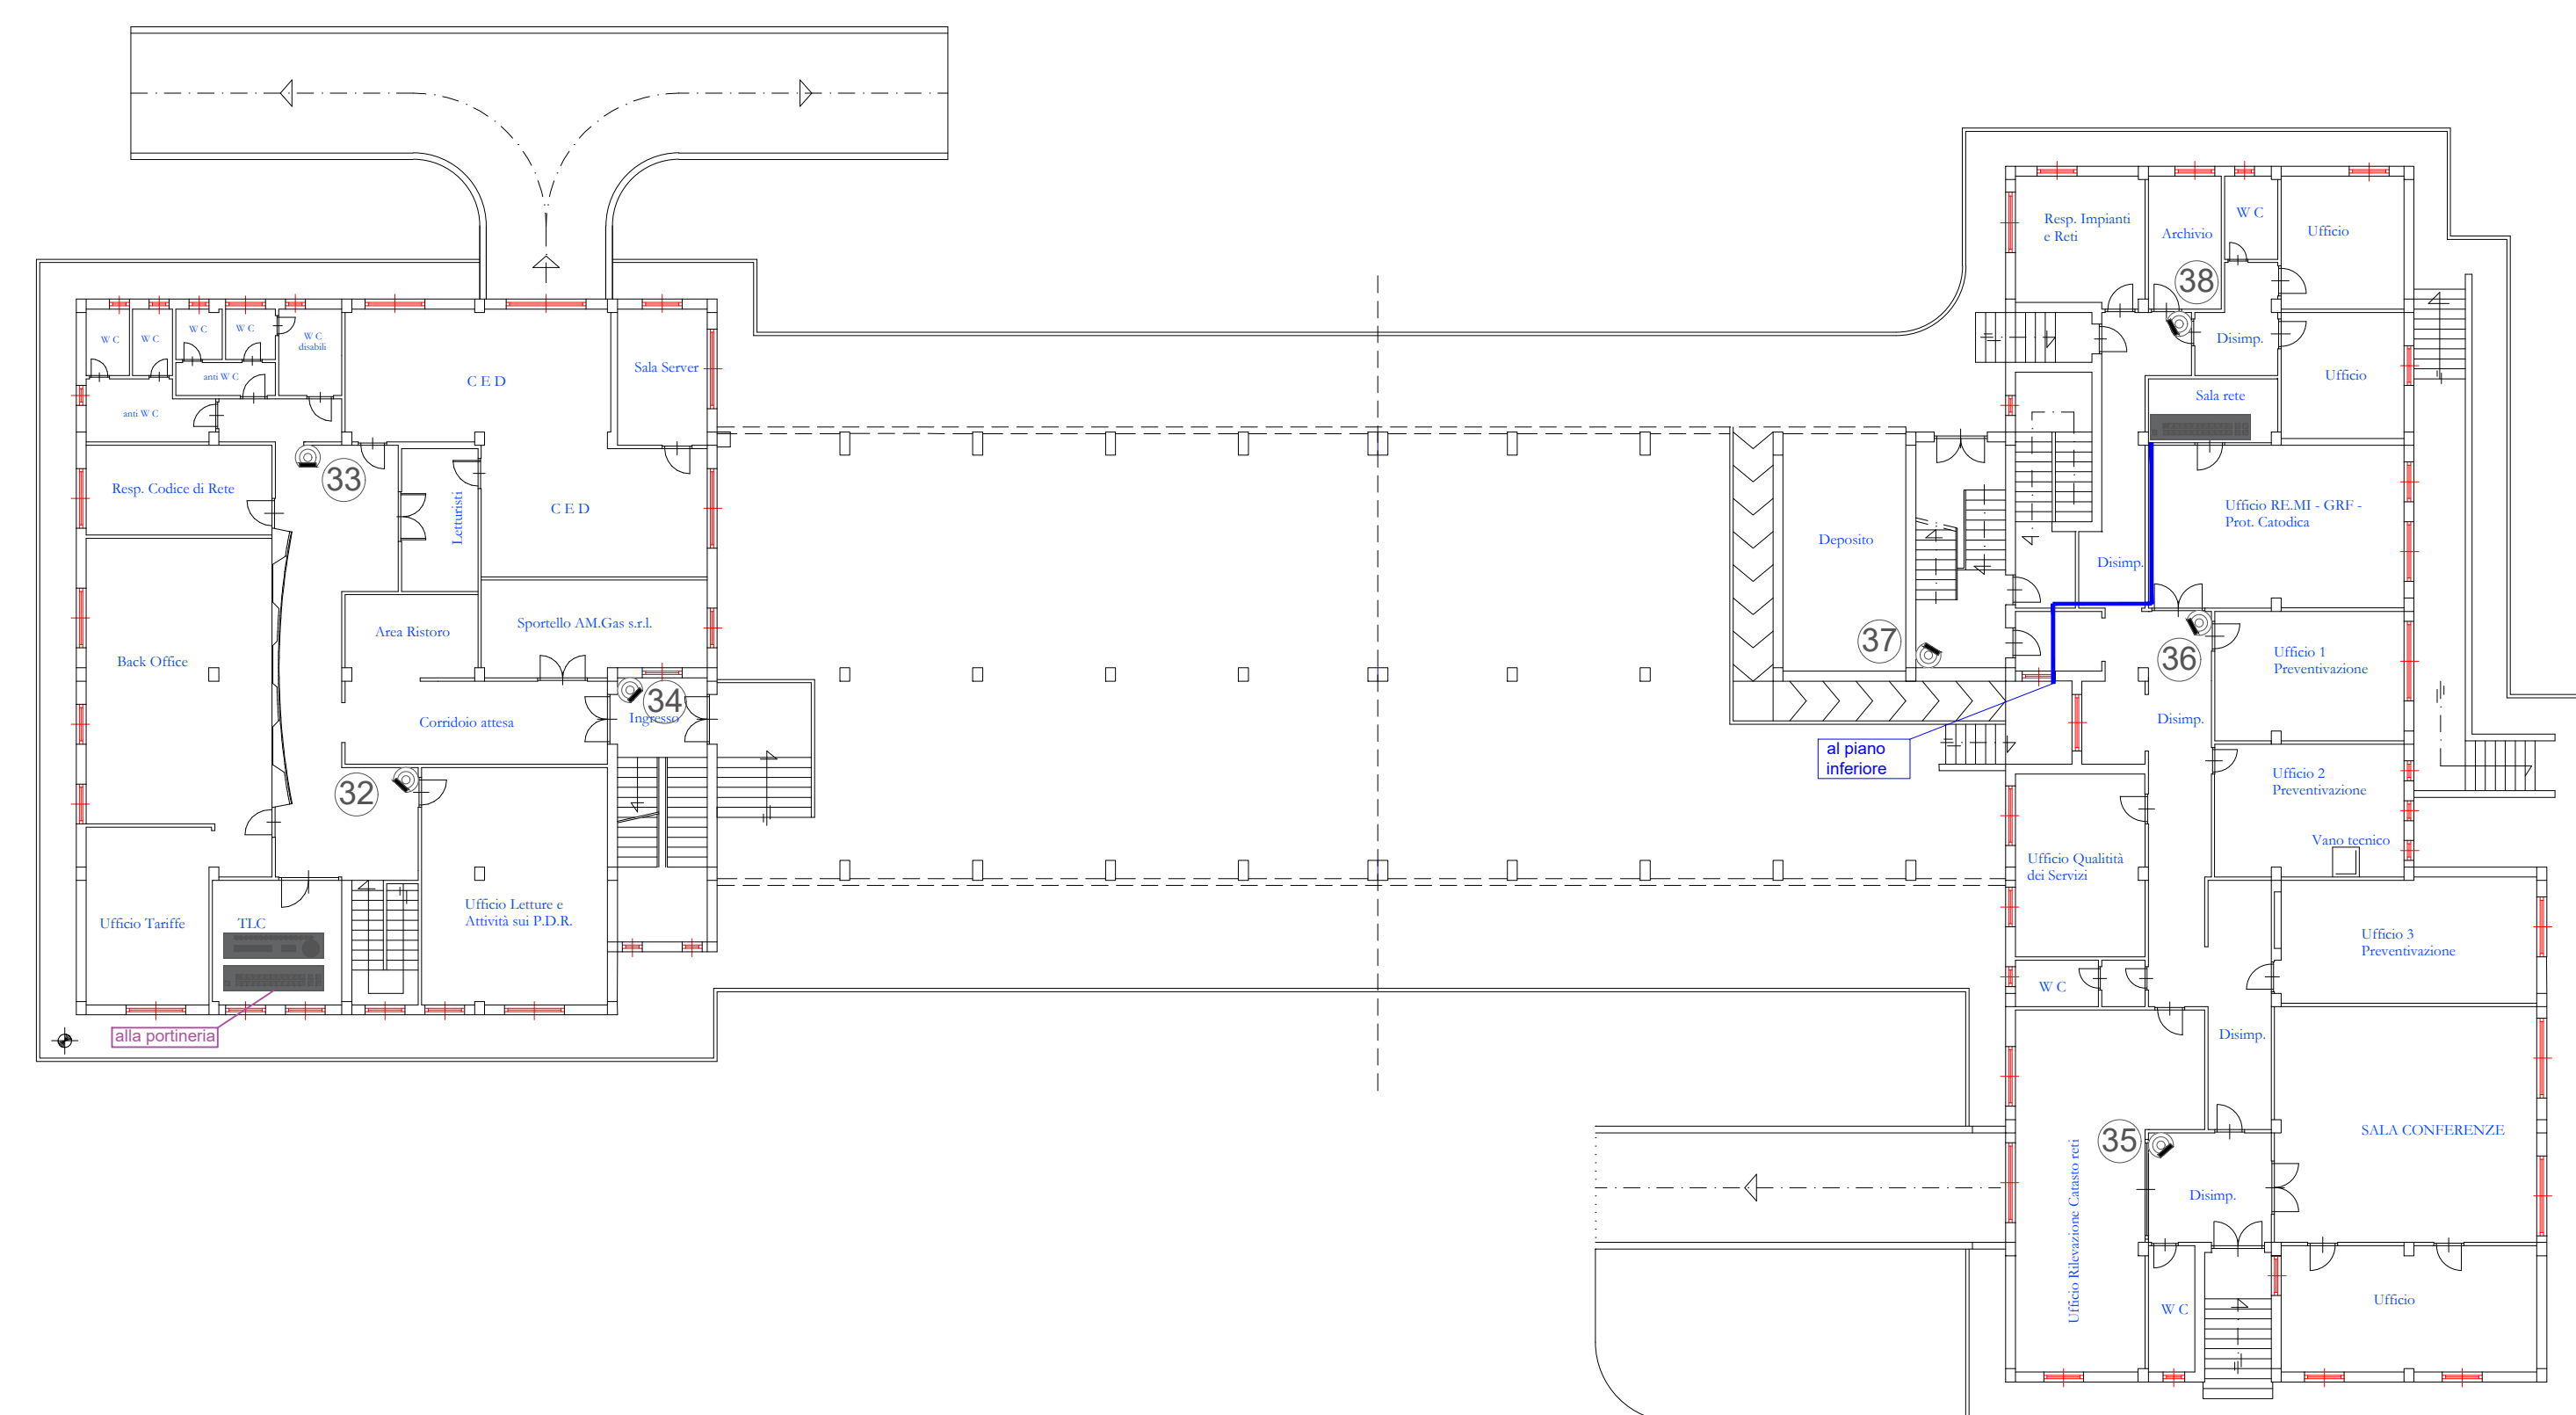 W C
W C
W C
W C
W C
disabili
anti W C
anti W C
C E D
Sala Server
33
Resp. Codice di Rete
Letturisti
C E D
Back Office
Area Ristoro
Sportello AM.Gas s.r.l.
34
Ingresso
Corridoio attesa
32
Ufficio Tariffe
TLC
Ufficio Letture e
Attività sui P.D.R.
alla portineria
Resp. Impianti
e Reti
Archivio
W C
Ufficio
38
Disimp.
Ufficio
Sala rete
Ufficio RE.MI - GRF -
Prot. Catodica
Deposito
Disimp.
37
36
Ufficio 1
Preventivazione
Disimp.
al piano
inferiore
Ufficio 2
Preventivazione
Vano tecnico
Ufficio Qualitità
dei Servizi
Ufficio 3
Preventivazione
W C
Disimp.
SALA CONFERENZE
35
Ufficio Rilevazione Catasto reti
Disimp.
W C
Ufficio